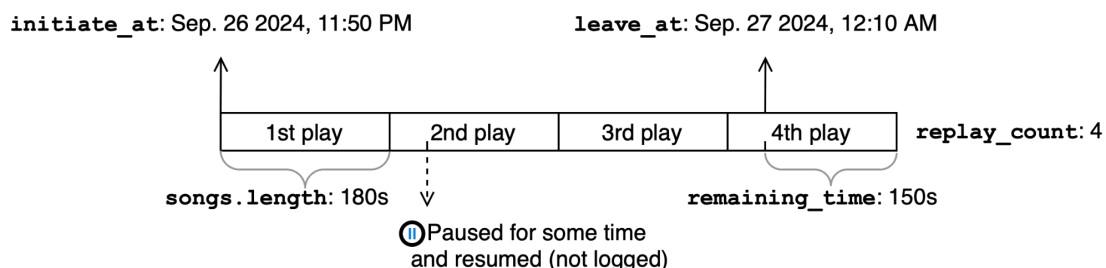 initiate_at: Sep. 26 2024, 11:50 PM
leave_at: Sep. 27 2024, 12:10 AM
1st play
2nd play
3rd play
4th play
replay_count: 4
songs.length: 180s
remaining_time: 150s
Paused for some time
and resumed (not logged)